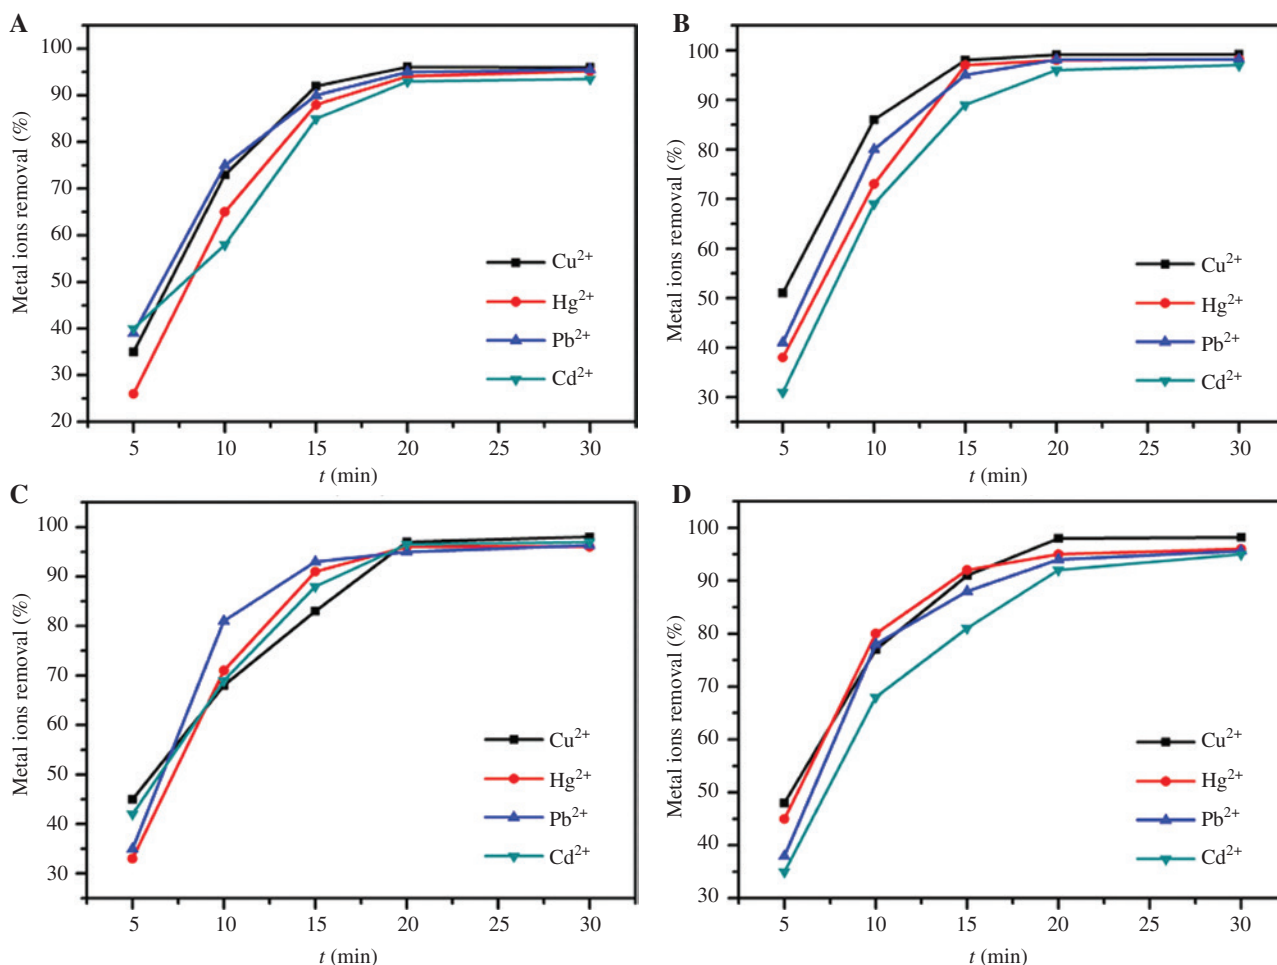 A
Metal ions removal (%)
100
90
80
70
60
50
40
30
20
Cu²⁺
Hg²⁺
Pb²⁺
Cd²⁺
5 10 15 20 25 30
t (min)
B
Metal ions removal (%)
100
90
80
70
60
50
40
30
Cu²⁺
Hg²⁺
Pb²⁺
Cd²⁺
5 10 15 20 25 30
t (min)
C
Metal ions removal (%)
100
90
80
70
60
50
40
30
Cu²⁺
Hg²⁺
Pb²⁺
Cd²⁺
5 10 15 20 25 30
t (min)
D
Metal ions removal (%)
100
90
80
70
60
50
40
30
Cu²⁺
Hg²⁺
Pb²⁺
Cd²⁺
5 10 15 20 25 30
t (min)